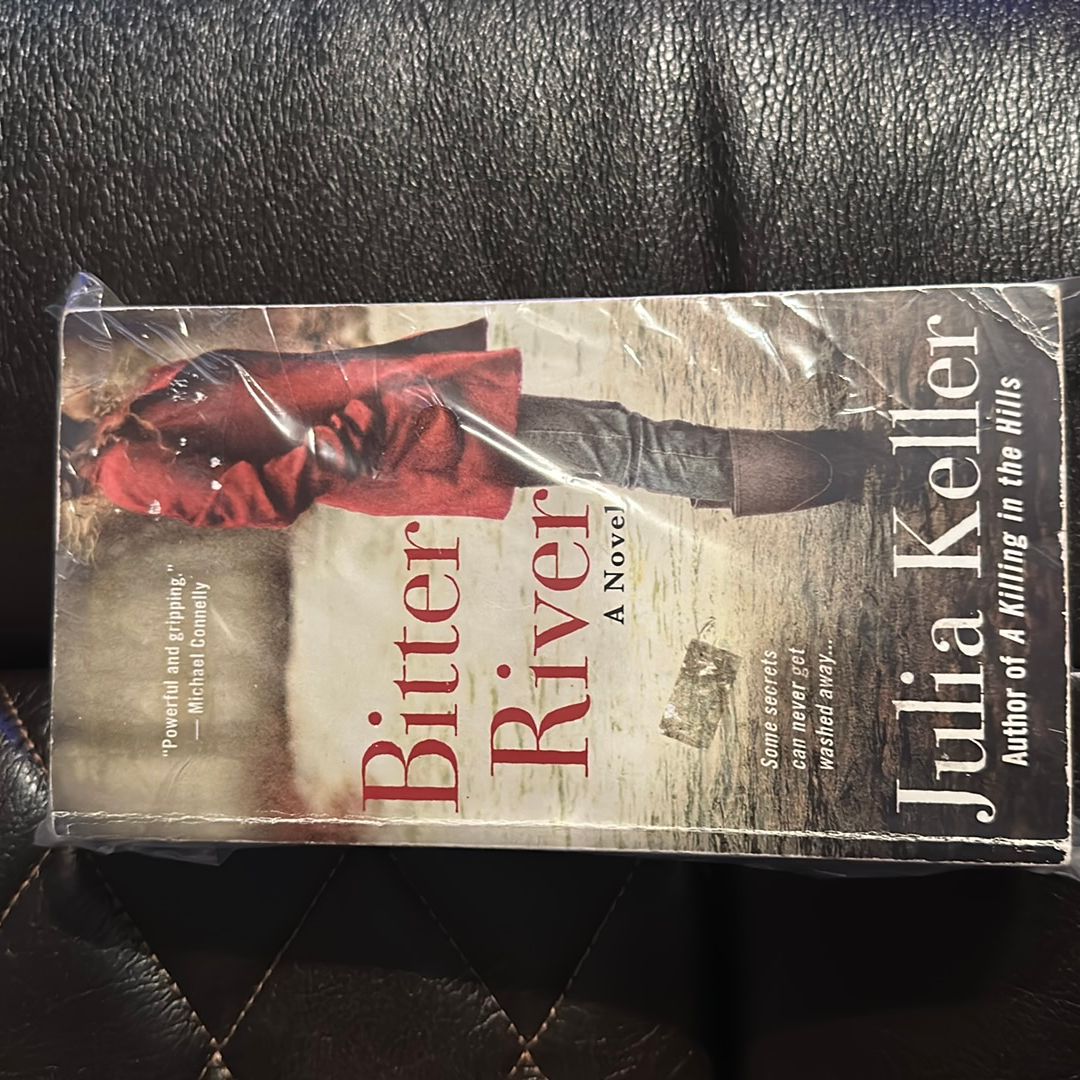 "Powerful and gripping."
— Michael Connelly
Bitter
River
A Novel
Some secrets
can never get
washed away...
Julia Keller
Author of A Killing in the Hills